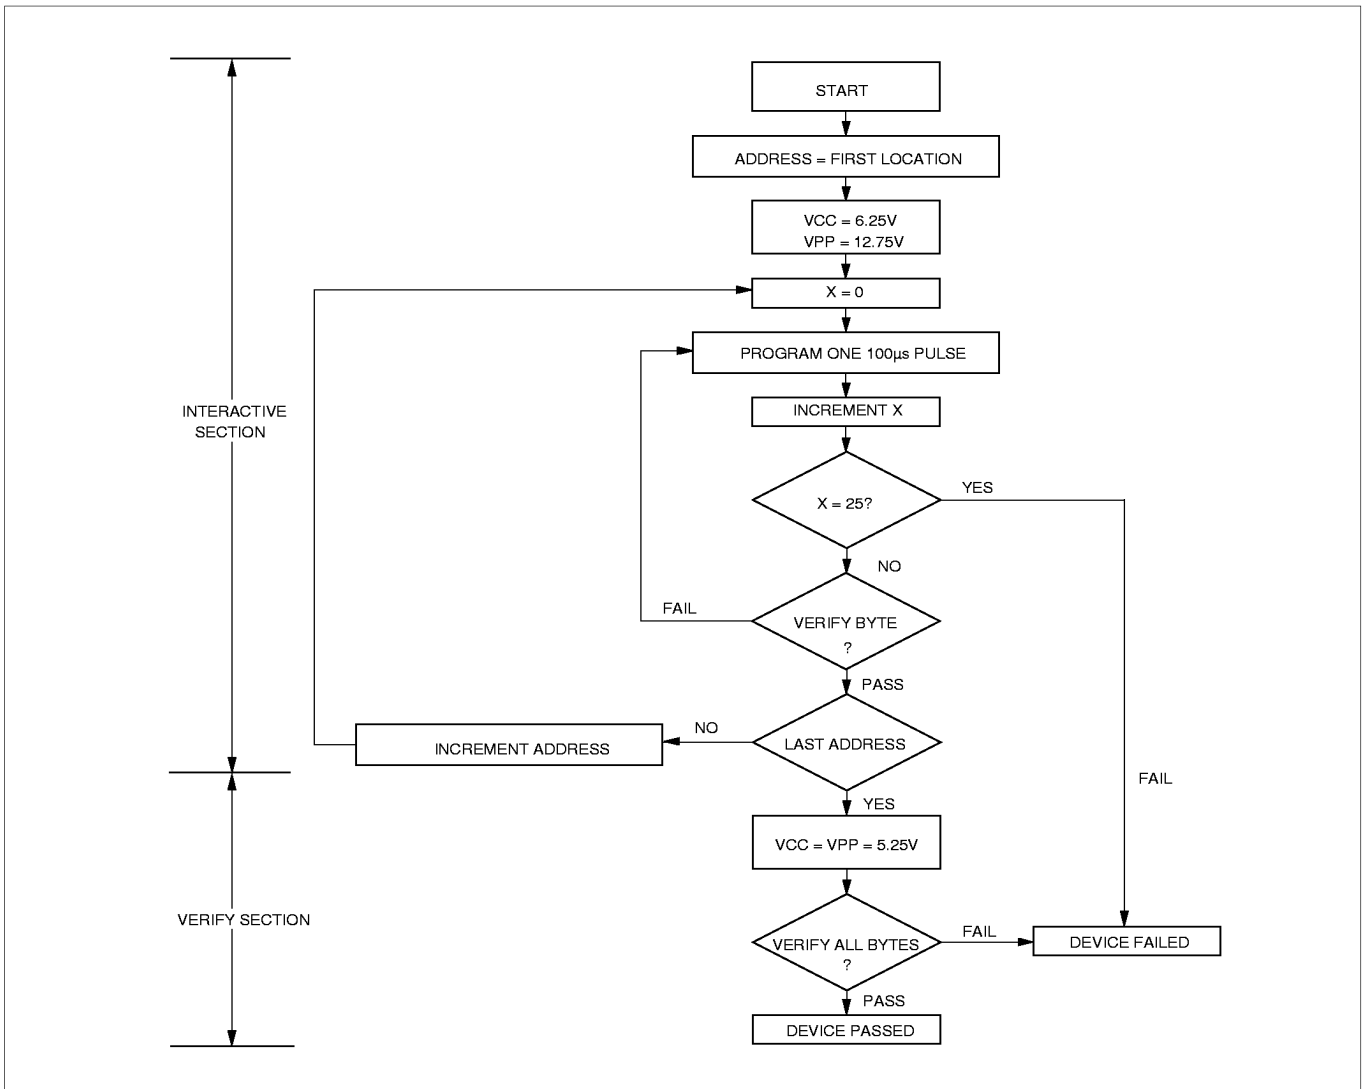 START
ADDRESS = FIRST LOCATION
VCC = 6.25V
VPP = 12.75V
X = 0
PROGRAM ONE 100µs PULSE
INTERACTIVE
SECTION
INCREMENT X
X = 25?
YES
NO
FAIL
VERIFY BYTE
?
PASS
NO
INCREMENT ADDRESS
LAST ADDRESS
FAIL
YES
VCC = VPP = 5.25V
VERIFY SECTION
VERIFY ALL BYTES
?
FAIL
DEVICE FAILED
PASS
DEVICE PASSED